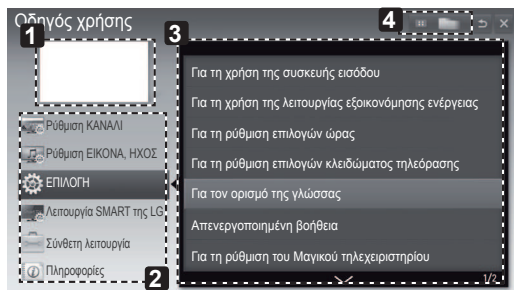 Οδηγός χρήσης
1
2
3
4
Ρύθμιση ΚΑΝΑΛΙ
Ρύθμιση ΕΙΚΟΝΑ, ΗΧΟΣ
ΕΠΙΛΟΓΗ
Λειτουργία SMART της LG
Σύνθετη λειτουργία
Πληροφορίες
Για τη χρήση της συσκευής εισόδου
Για τη χρήση της λειτουργίας εξοικονόμησης ενέργειας
Για τη ρύθμιση επιλογών ώρας
Για τη ρύθμιση επιλογών κλειδώματος τηλεόρασης
Για τον ορισμό της γλώσσας
Απενεργοποιημένη βοήθεια
Για τη ρύθμιση του Μαγικού τηλεχειριστηρίου
1/2